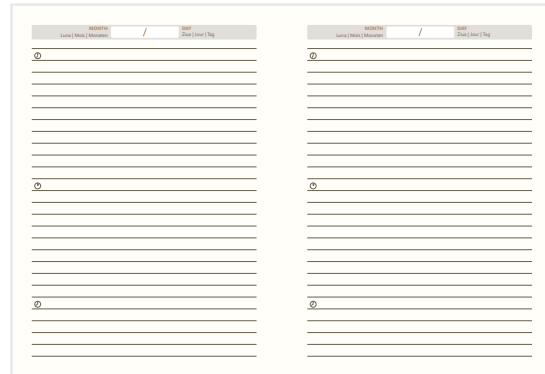 MONTH / DAY
Luna | Mois | Monaten Ziua | Jour | Tag
MONTH / DAY
Luna | Mois | Monaten Ziua | Jour | Tag